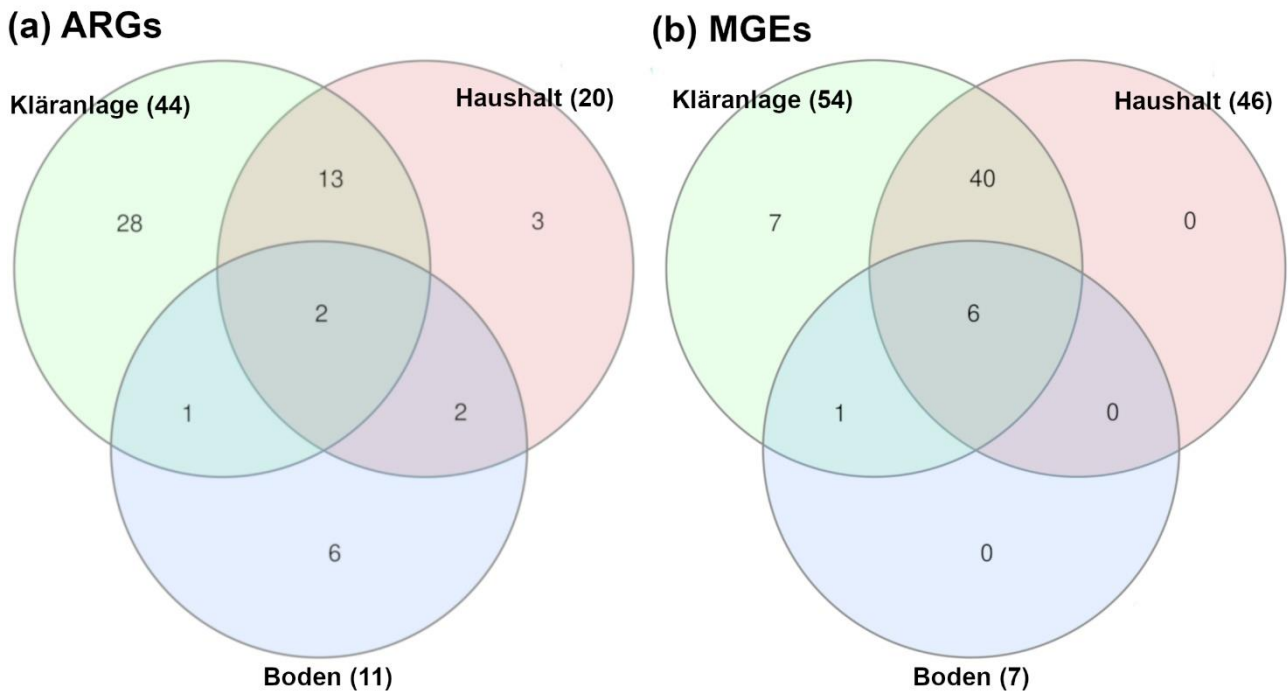 (a) ARGs
Kläranlage (44)
Haushalt (20)
13
28
3
2
1
2
6
Boden (11)
(b) MGEs
Kläranlage (54)
Haushalt (46)
40
7
0
6
1
0
0
Boden (7)